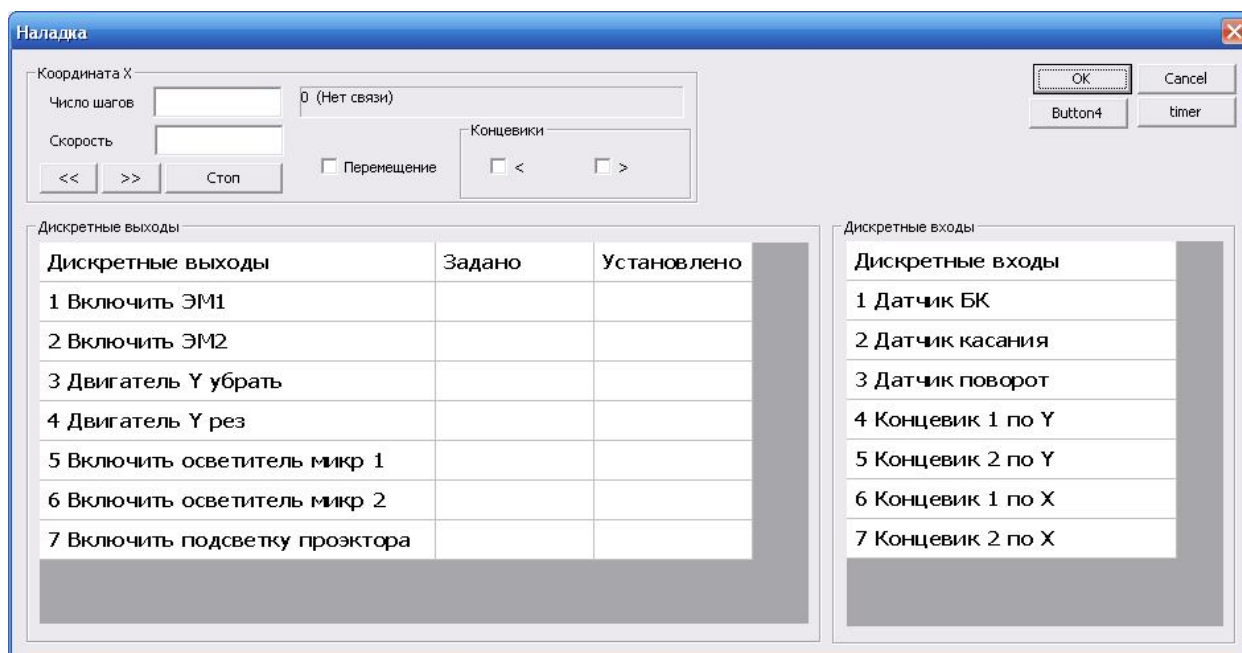 Наладка
Координата X
Число шагов
0 (Нет связи)
OK
Cancel
Button4
timer
Скорость
Концевики
<< >> Стоп
Перемещение
< >
Дискретные выходы
Дискретные выходы Задано Установлено
1 Включить ЭМ1
2 Включить ЭМ2
3 Двигатель Y убрать
4 Двигатель Y рез
5 Включить осветитель микр 1
6 Включить осветитель микр 2
7 Включить подсветку проэктора
Дискретные входы
Дискретные входы
1 Датчик БК
2 Датчик касания
3 Датчик поворот
4 Концевик 1 по Y
5 Концевик 2 по Y
6 Концевик 1 по X
7 Концевик 2 по X